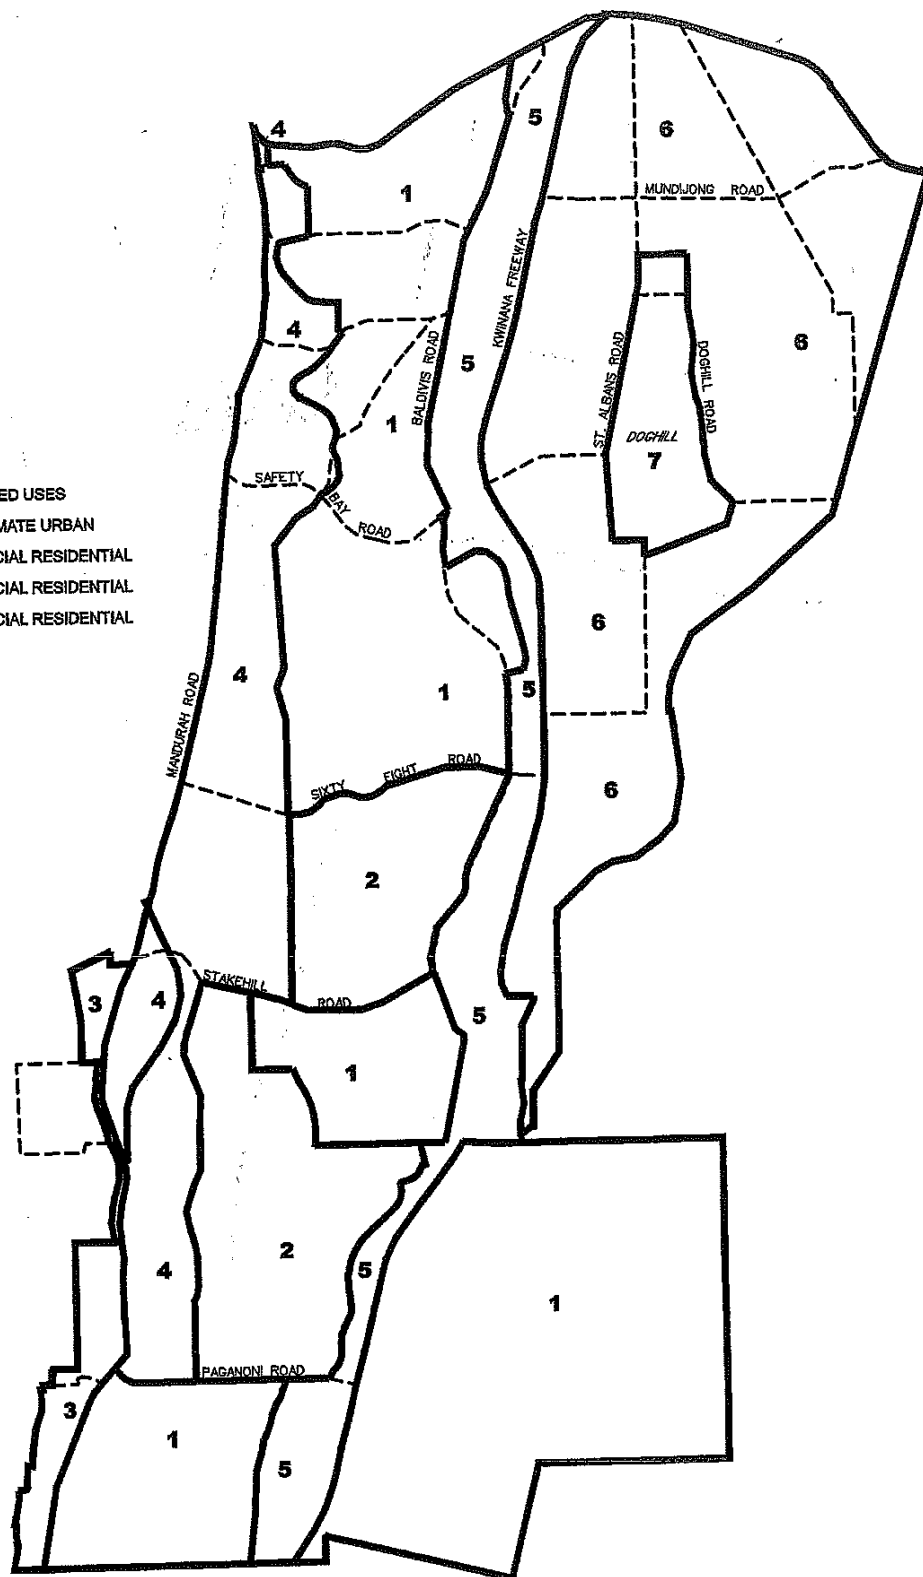 4
5
6
1
MUNDIJONG ROAD
KWINANA FREEWAY
4
BALDIVIS ROAD
5
ST. ALBANS ROAD
DOGHILL ROAD
6
1
DOGHILL
7
SAFETY
BAY
ROAD
ED USES
MATE URBAN
CIAL RESIDENTIAL
CIAL RESIDENTIAL
CIAL RESIDENTIAL
6
4
1
5
MANDURAH ROAD
SIXTY EIGHT ROAD
6
2
STAKEHILL ROAD
3
4
5
1
2
4
5
1
PAGANONI ROAD
3
1
5